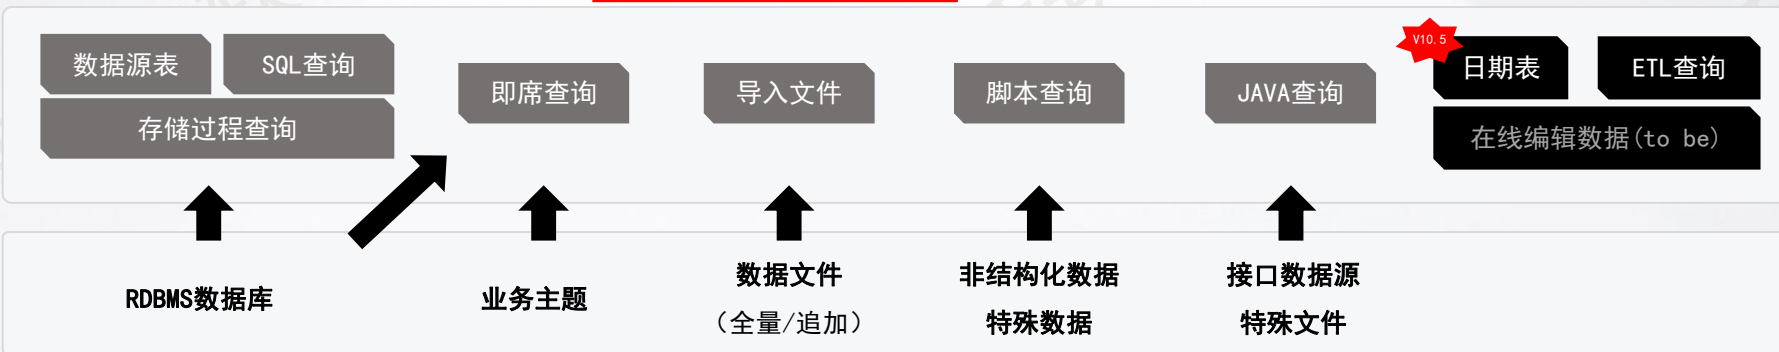 数据源表
SQL查询
存储过程查询
即席查询
导入文件
脚本查询
JAVA查询
V10.5
日期表
ETL查询
在线编辑数据(to be)
RDBMS数据库
业务主题
数据文件
（全量/追加）
非结构化数据
特殊数据
接口数据源
特殊文件